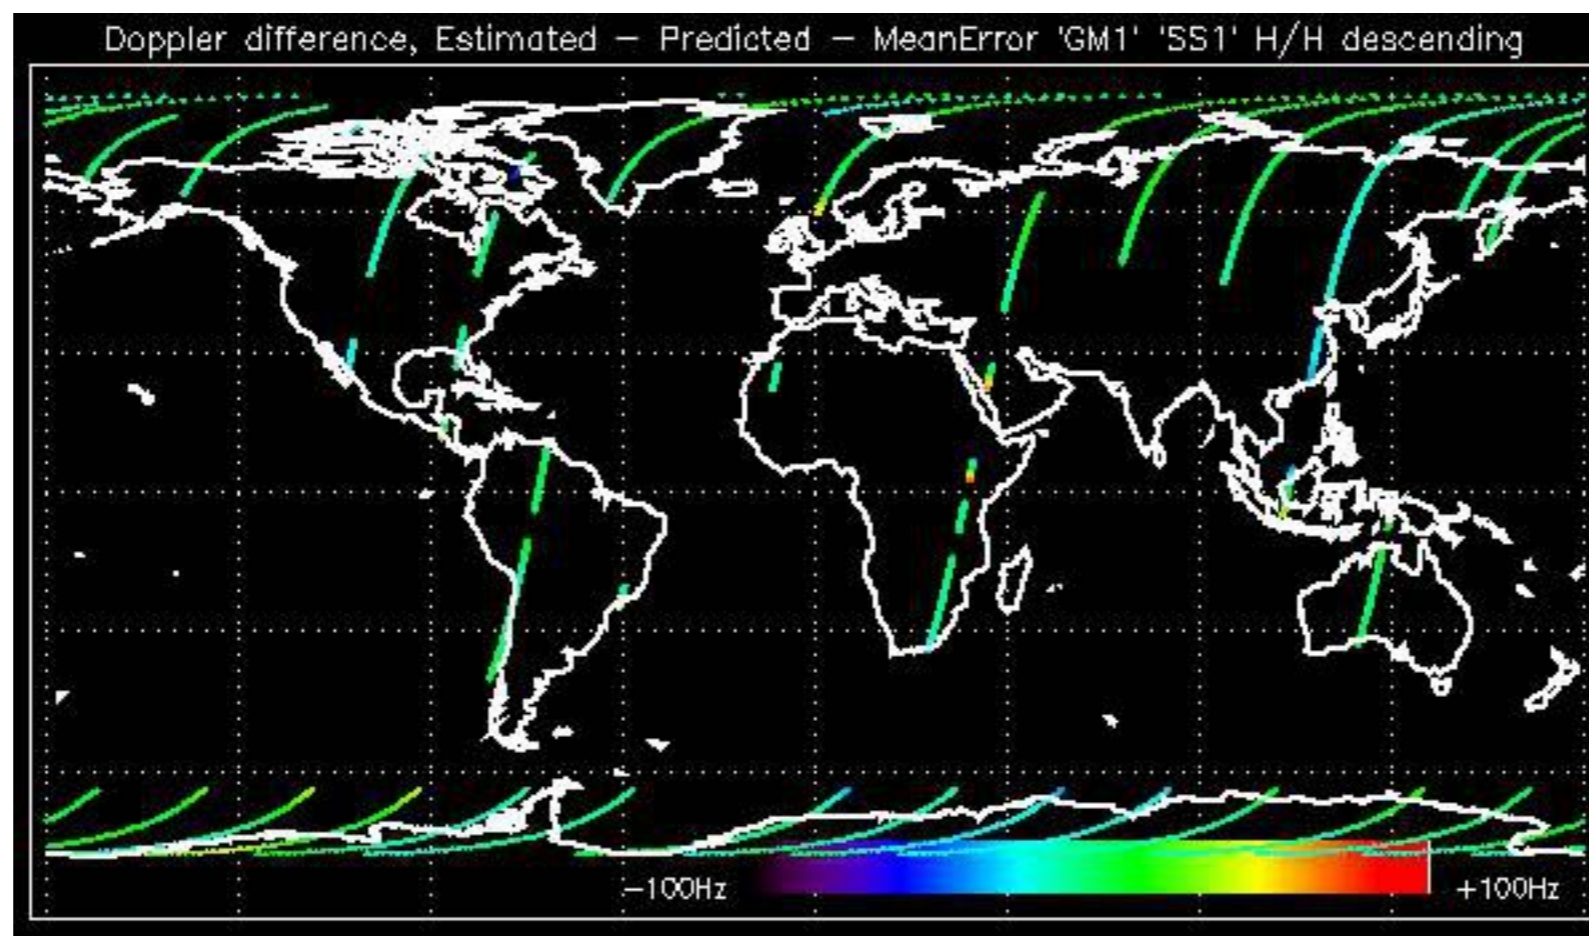 Doppler difference, Estimated - Predicted - MeanError 'GM1' 'SS1' H/H descending
-100Hz +100Hz